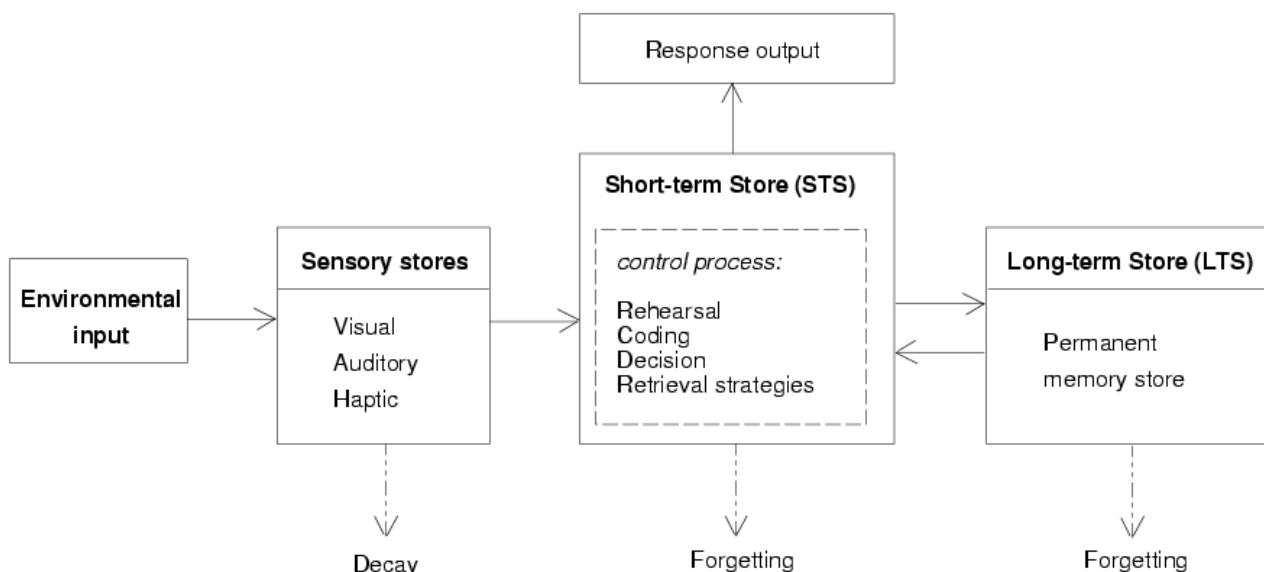 Response output
Short-term Store (STS)
control process:
Rehearsal
Coding
Decision
Retrieval strategies
Sensory stores
Visual
Auditory
Haptic
Long-term Store (LTS)
Permanent
memory store
Environmental
input
Decay
Forgetting
Forgetting